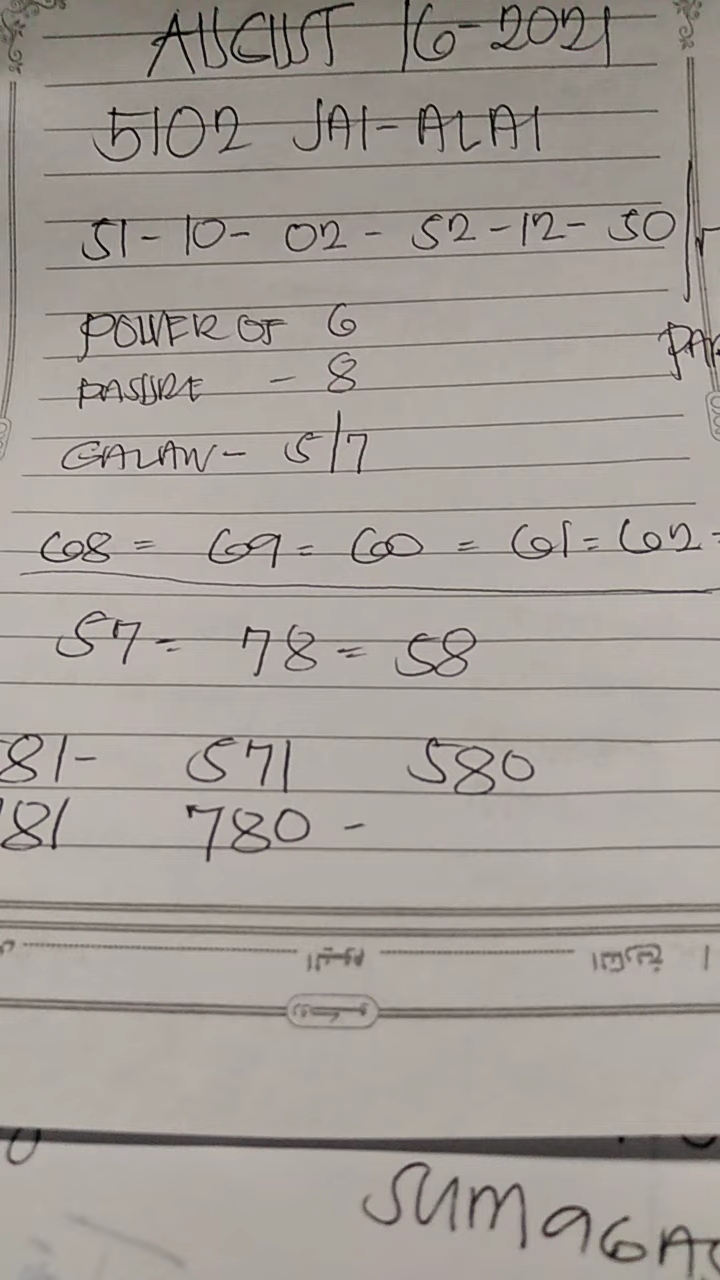 AUGUST 16-2021
5102 JAI-ALAI
51-10-02-52-12-50
POWER OF 6
PASURE - 8
GALAW- 5/7
68 = 69 = 60 = 61 = 62 =
57 = 78 = 58
81- 571 580
81 780 -